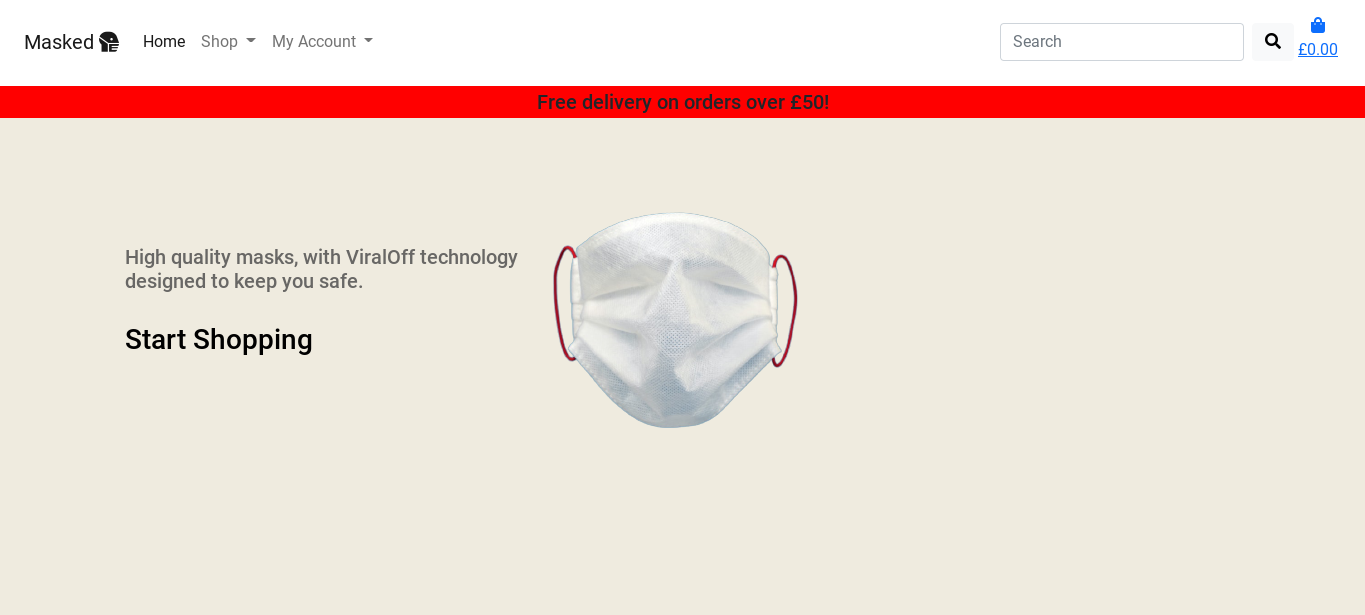 Masked
Home
Shop
My Account
Search
£0.00
Free delivery on orders over £50!
High quality masks, with ViralOff technology
designed to keep you safe.
Start Shopping